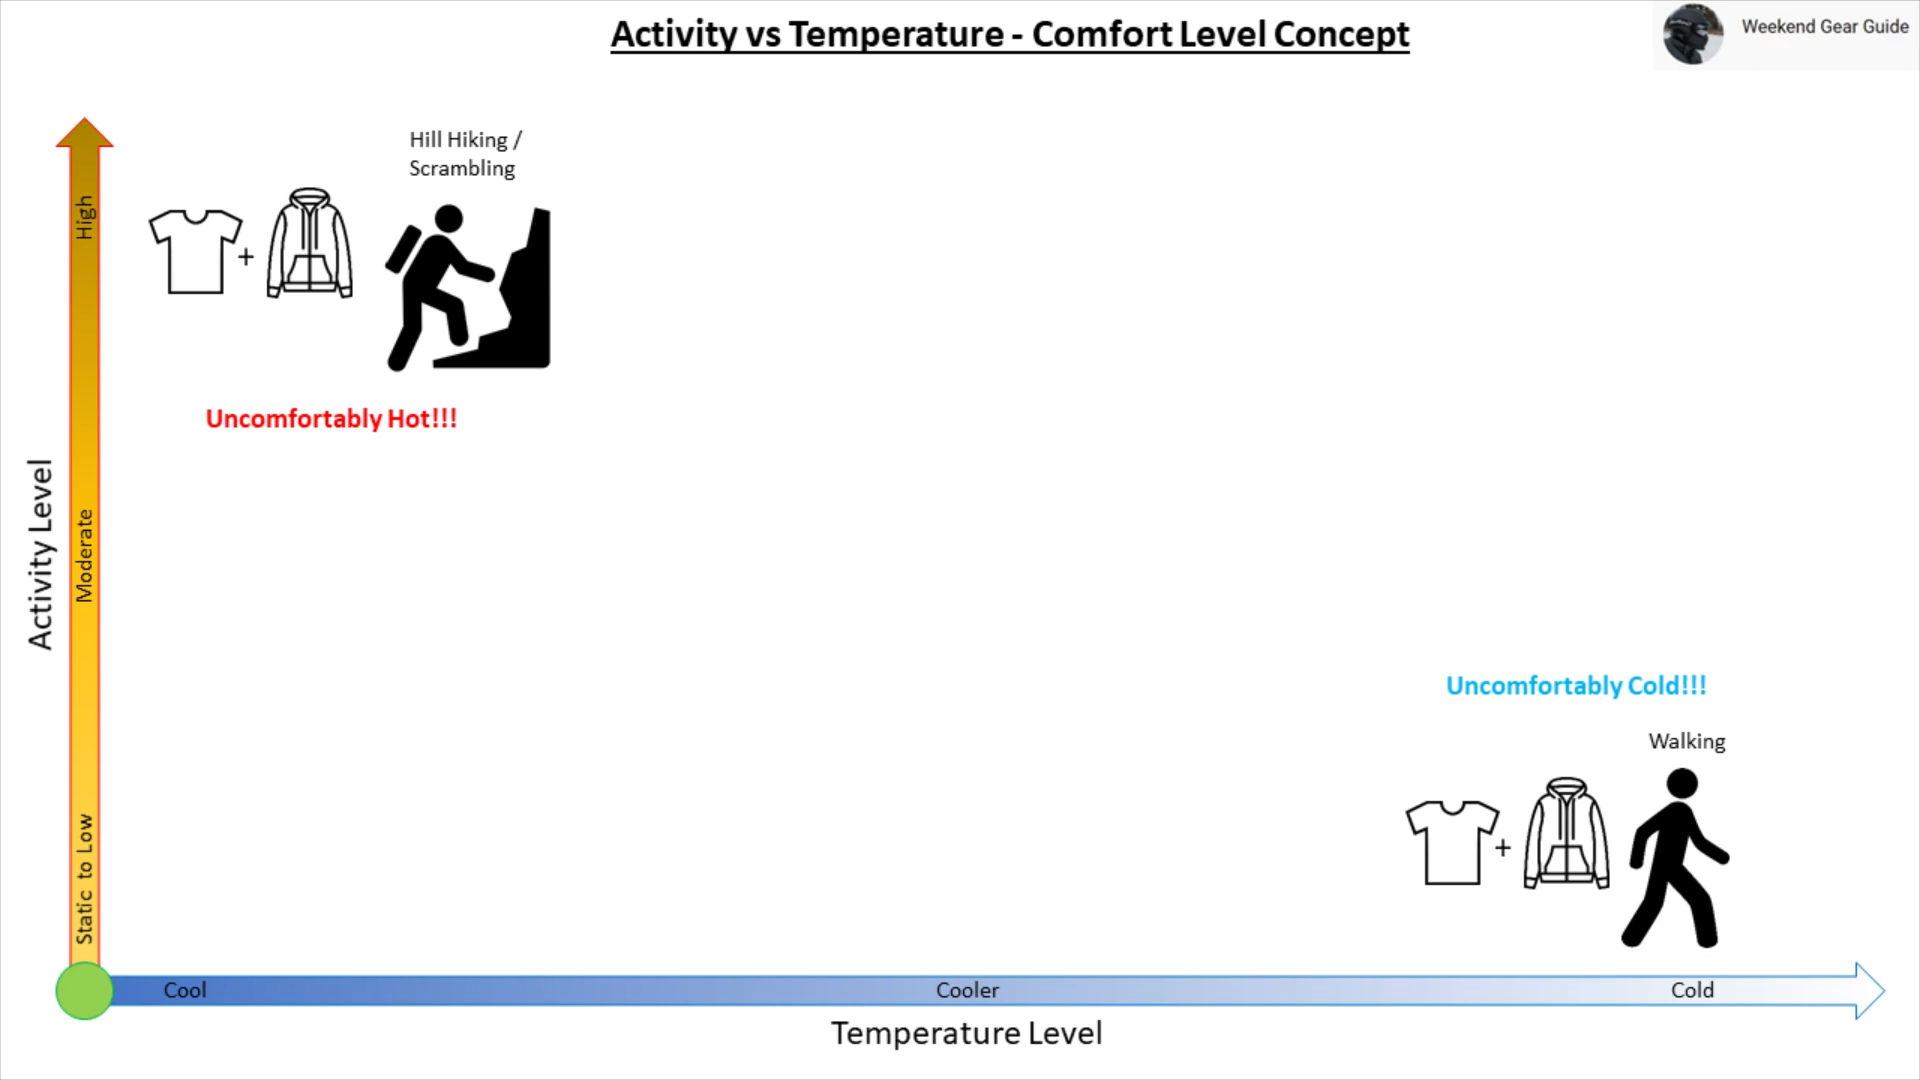 Activity vs Temperature - Comfort Level Concept
Weekend Gear Guide
Hill Hiking /
Scrambling
+
Uncomfortably Hot!!!
High
Moderate
Static to Low
Activity Level
Uncomfortably Cold!!!
Walking
+
Cool
Cooler
Cold
Temperature Level